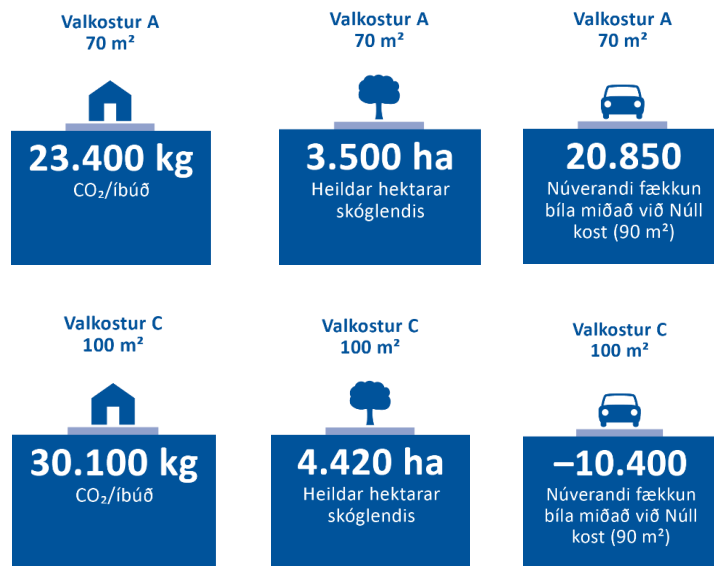 Valkostur A
70 m²
23.400 kg
CO₂/íbúð
Valkostur A
70 m²
3.500 ha
Heildar hektarar
skóglendis
Valkostur A
70 m²
20.850
Núverandi fækkun
bíla miðað við Núll
kost (90 m²)
Valkostur C
100 m²
30.100 kg
CO₂/íbúð
Valkostur C
100 m²
4.420 ha
Heildar hektarar
skóglendis
Valkostur C
100 m²
–10.400
Núverandi fækkun
bíla miðað við Núll
kost (90 m²)